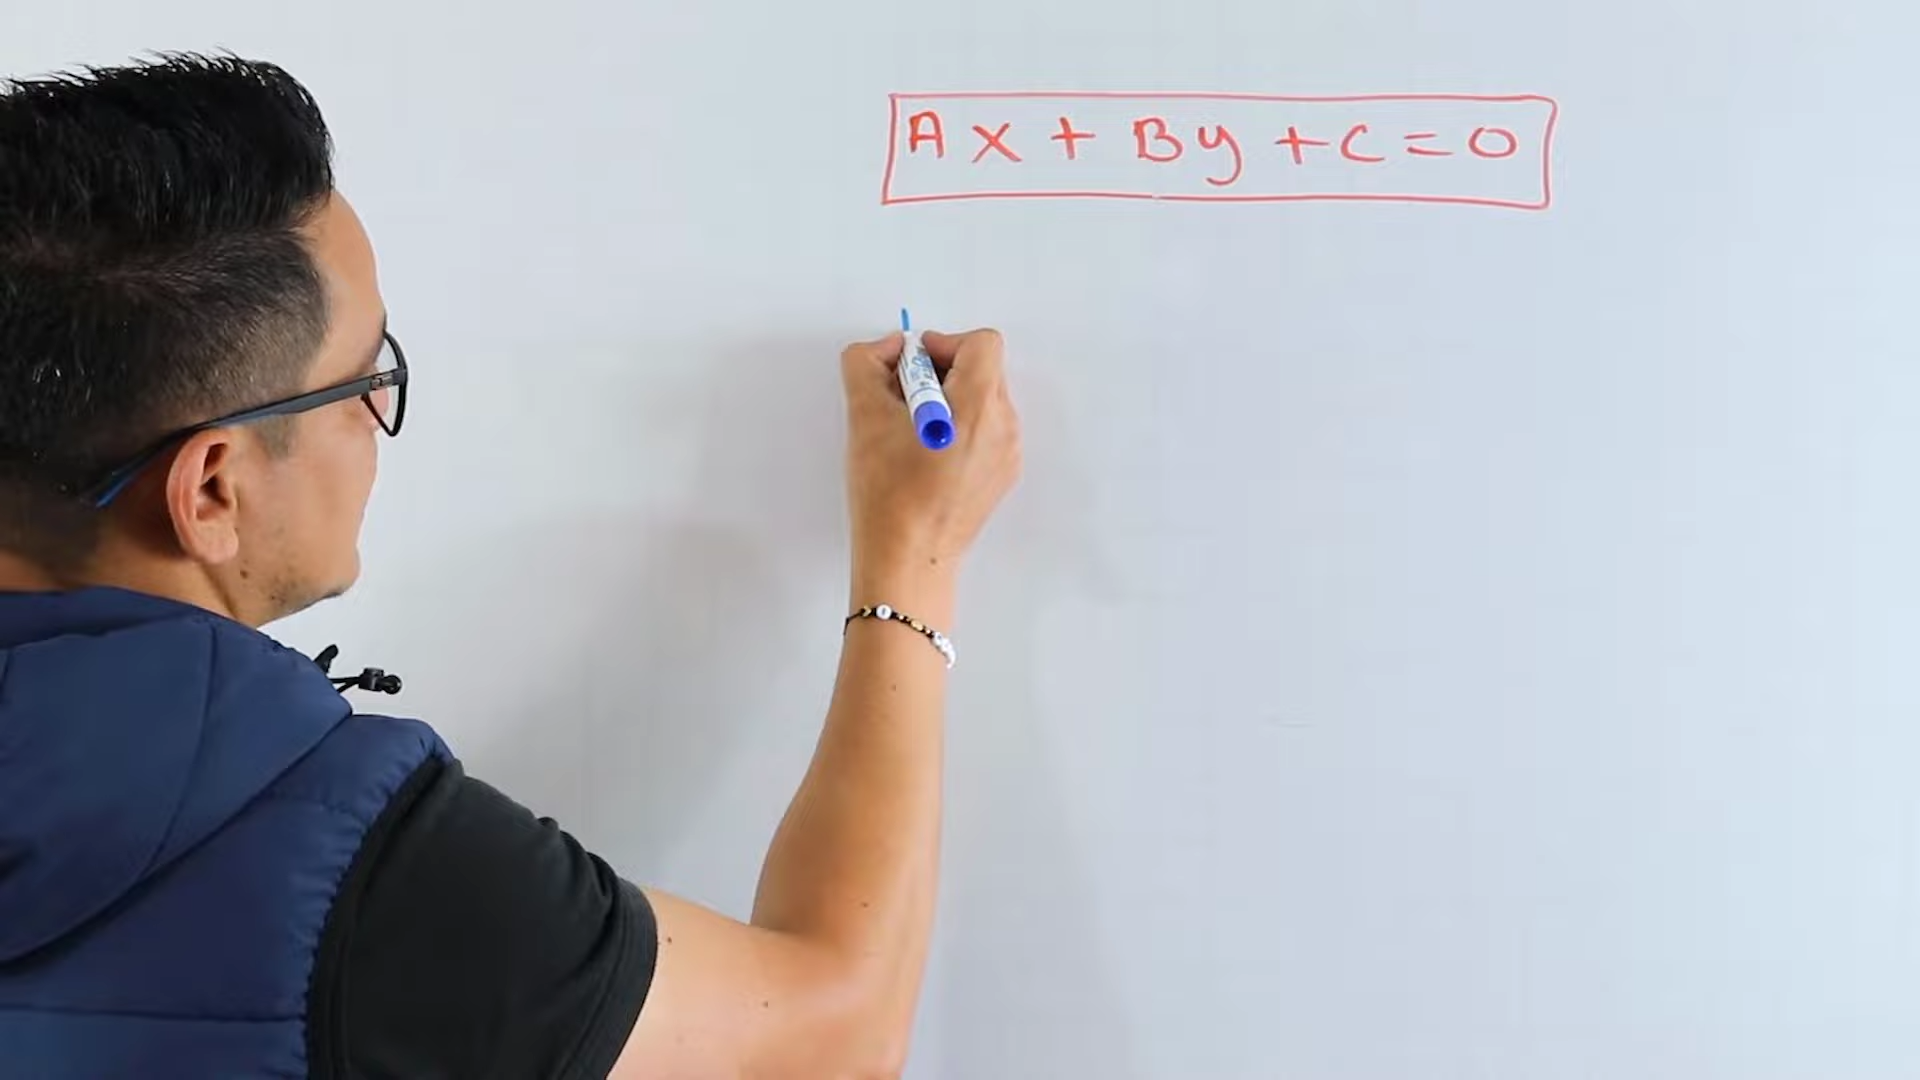 Ax + By + C = 0